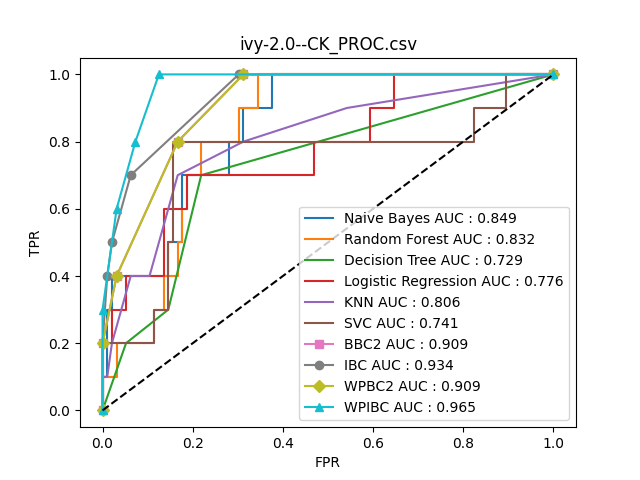 ivy-2.0--CK_PROC.csv
1.0
0.8
0.6
0.4
0.2
0.0
TPR
Naive Bayes AUC : 0.849
Random Forest AUC : 0.832
Decision Tree AUC : 0.729
Logistic Regression AUC : 0.776
KNN AUC : 0.806
SVC AUC : 0.741
BBC2 AUC : 0.909
IBC AUC : 0.934
WPBC2 AUC : 0.909
WPIBC AUC : 0.965
0.0 0.2 0.4 0.6 0.8 1.0
FPR